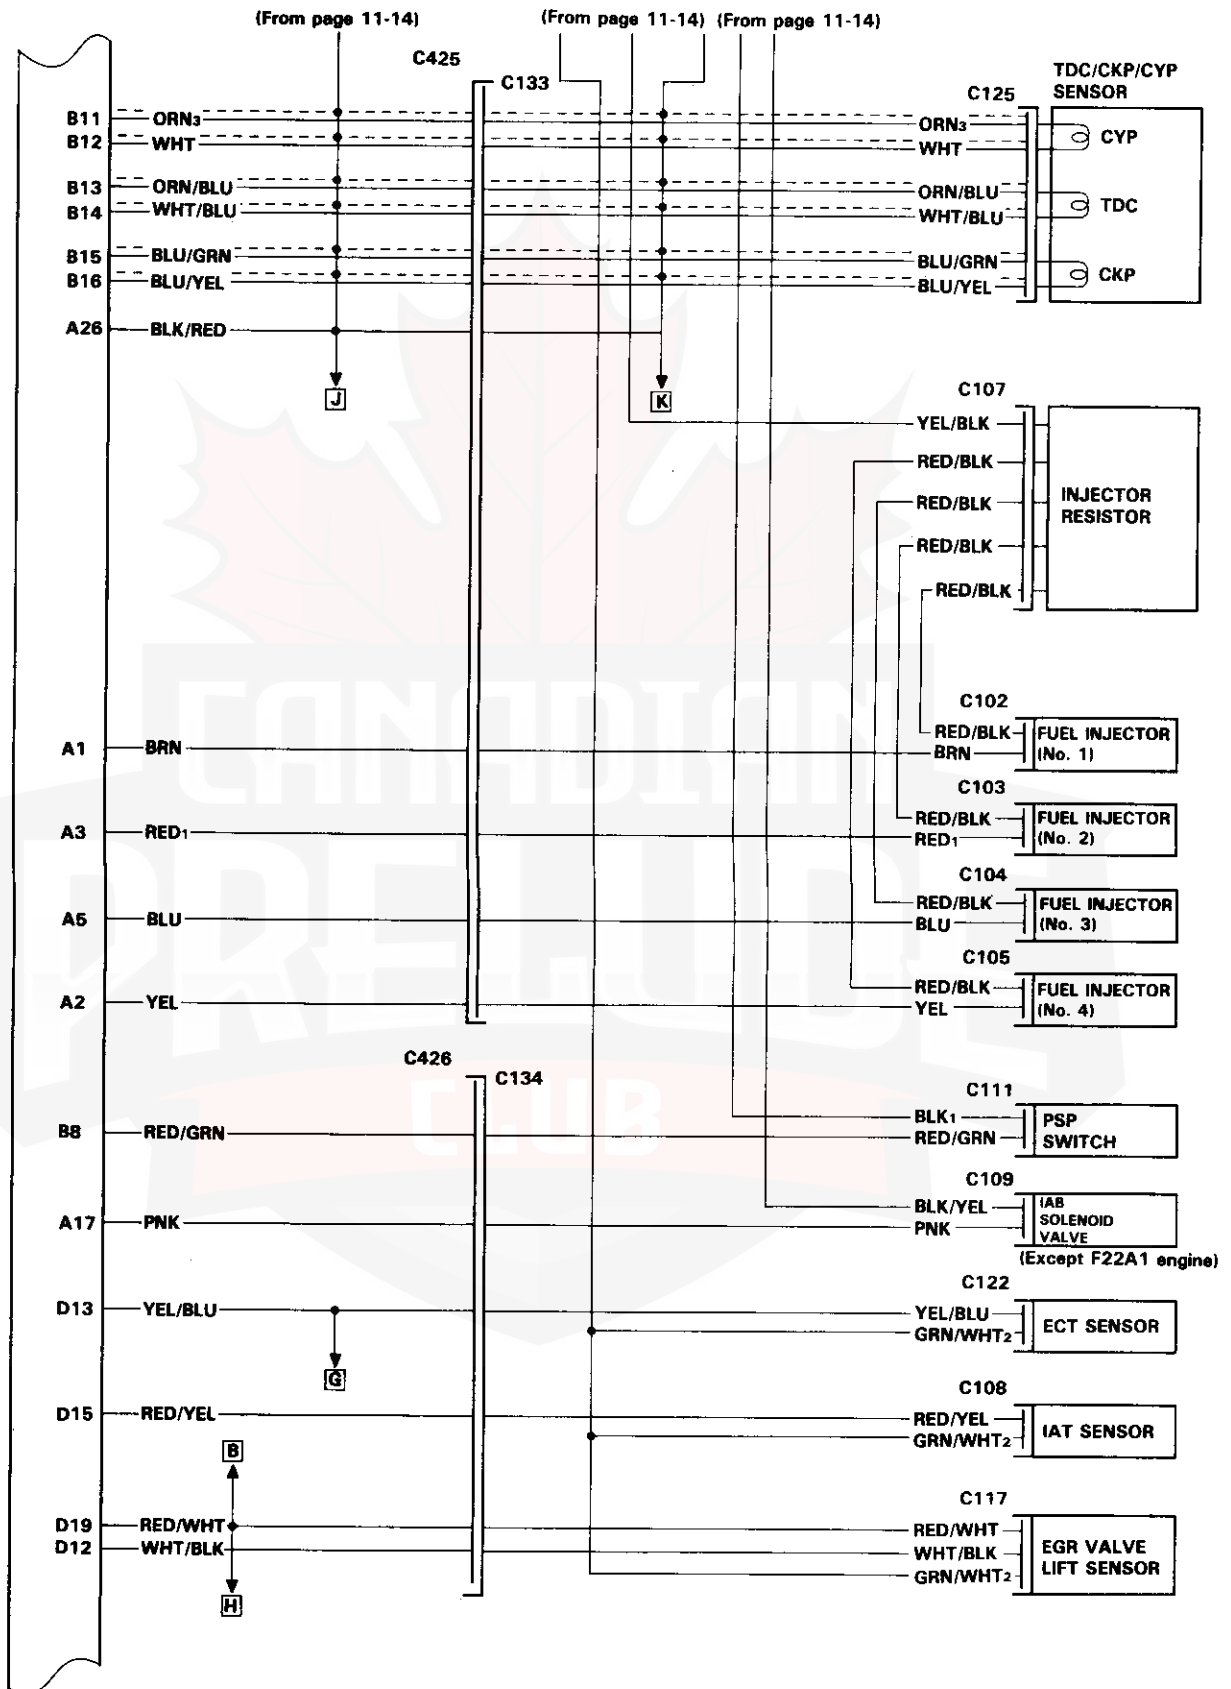 (From page 11-14) (From page 11-14) (From page 11-14)
C425 C133
TDC/CKP/CYP
SENSOR
C125
B11 ORN3 ORN3 CYP
B12 WHT WHT
B13 ORN/BLU ORN/BLU TDC
B14 WHT/BLU WHT/BLU
B15 BLU/GRN BLU/GRN CKP
B16 BLU/YEL BLU/YEL
A26 BLK/RED
J K
C107
YEL/BLK
RED/BLK
RED/BLK
RED/BLK
RED/BLK
INJECTOR
RESISTOR
CANADIAN
PRELUDE
CLUB
C102
RED/BLK FUEL INJECTOR
A1 BRN BRN (No. 1)
C103
RED/BLK FUEL INJECTOR
A3 RED1 RED1 (No. 2)
C104
RED/BLK FUEL INJECTOR
A5 BLU BLU (No. 3)
C105
RED/BLK FUEL INJECTOR
A2 YEL YEL (No. 4)
C426 C134
C111
BLK1 PSP
B8 RED/GRN RED/GRN SWITCH
C109
BLK/YEL IAB
SOLENOID
A17 PNK PNK VALVE
(Except F22A1 engine)
C122
D13 YEL/BLU YEL/BLU
GRN/WHT2 ECT SENSOR
G
C108
D15 RED/YEL RED/YEL
GRN/WHT2 IAT SENSOR
B
C117
D19 RED/WHT RED/WHT
D12 WHT/BLK WHT/BLK EGR VALVE
GRN/WHT2 LIFT SENSOR
H